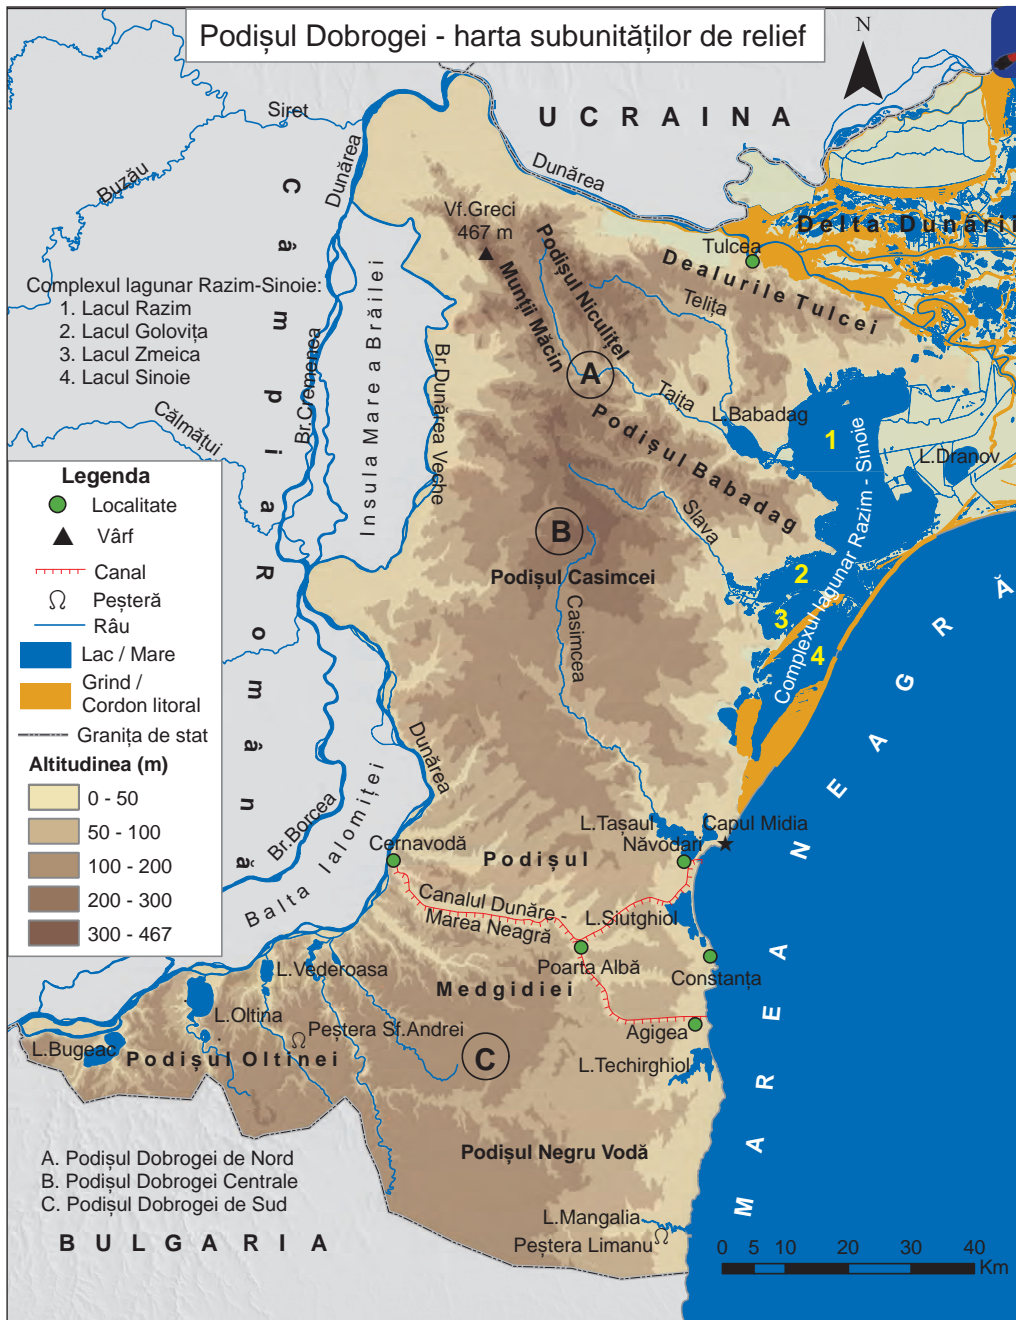 Podișul Dobrogei - harta subunităților de relief
N
UCRAINA
Siret
Buzău
Dunărea
Dunărea
Câmpia Română
Vf.Greci
467 m
Podișul Niculițel
Munții Măcin
Tulcea
Delta Dunării
Dealurile Tulcei
Telița
Complexul lagunar Razim-Sinoie:
1. Lacul Razim
2. Lacul Golovița
3. Lacul Zmeica
4. Lacul Sinoie
Insula Mare a Brăilei
Br.Cremenea
Br.Dunărea Veche
Călmățui
A
Taita
L.Babadag
Podișul Babadag
1
L.Dranov
Complexul lagunar Razim - Sinoie
Slava
B
Podișul Casimcei
Casimcea
2
3
4
Legenda
Localitate
Vârf
Canal
Peșteră
Râu
Lac / Mare
Grind /
Cordon litoral
Granița de stat
Altitudinea (m)
0 - 50
50 - 100
100 - 200
200 - 300
300 - 467
Dunărea
Br.Borcea
Balta Ialomiței
MAREA NEAGRĂ
L.Tașaul
Capul Midia
Cernavodă
Podișul
Năvodari
Canalul Dunăre -
Marea Neagră
L.Siutghiol
Poarta Albă
Constanța
L.Vederoasa
Medgidiei
L.Oltina
Peștera Sf.Andrei
Agigea
L.Bugeac
Podișul Oltinei
C
L.Techirghiol
Podișul Negru Vodă
A. Podișul Dobrogei de Nord
B. Podișul Dobrogei Centrale
C. Podișul Dobrogei de Sud
L.Mangalia
Peștera Limanu
BULGARIA
0 5 10 20 30 40
Km